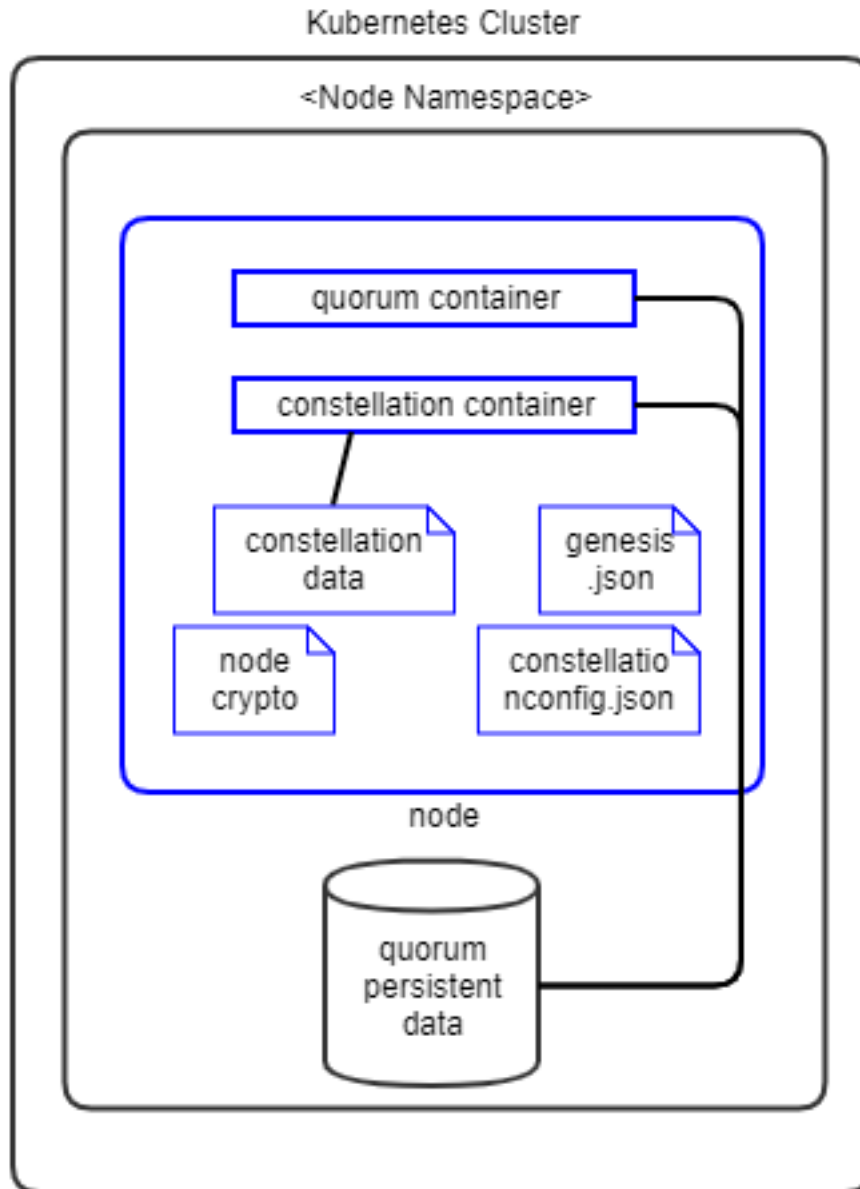 Kubernetes Cluster
<Node Namespace>
quorum container
constellation container
constellation
data
genesis
.json
node
crypto
constellatio
nconfig.json
node
quorum
persistent
data